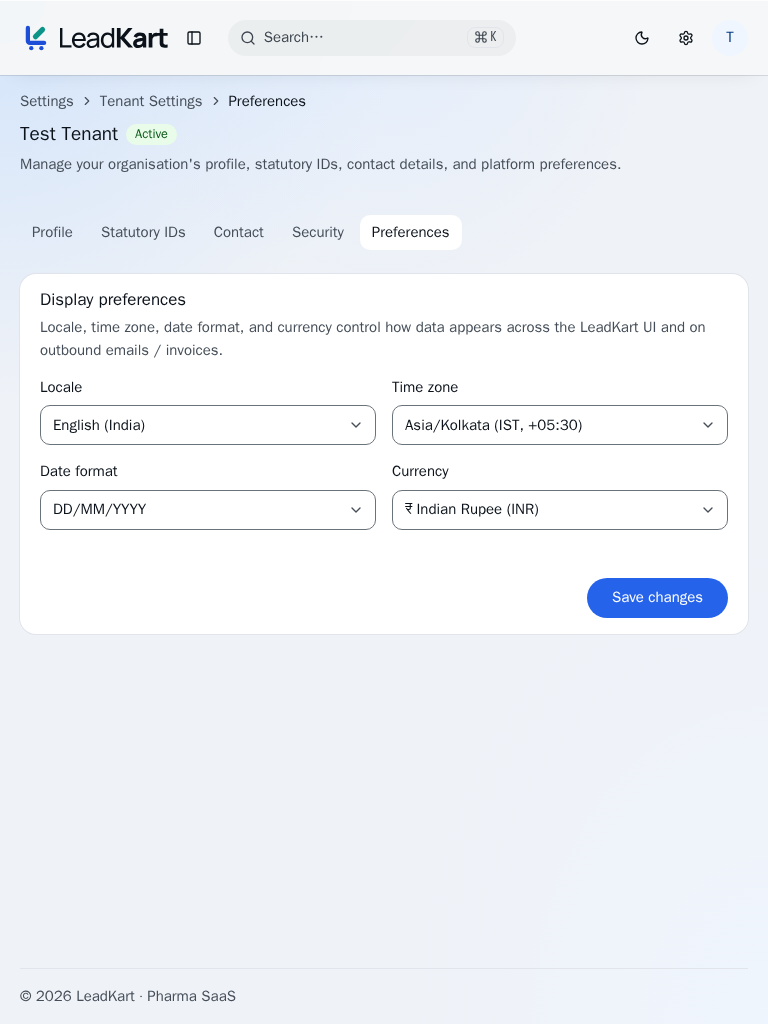 LeadKart
Search…
⌘ K
T
Settings
Tenant Settings
Preferences
Test Tenant
Active
Manage your organisation's profile, statutory IDs, contact details, and platform preferences.
Profile
Statutory IDs
Contact
Security
Preferences
Display preferences
Locale, time zone, date format, and currency control how data appears across the LeadKart UI and on
outbound emails / invoices.
Locale
Time zone
English (India)
Asia/Kolkata (IST, +05:30)
Date format
Currency
DD/MM/YYYY
₹ Indian Rupee (INR)
Save changes
© 2026 LeadKart · Pharma SaaS